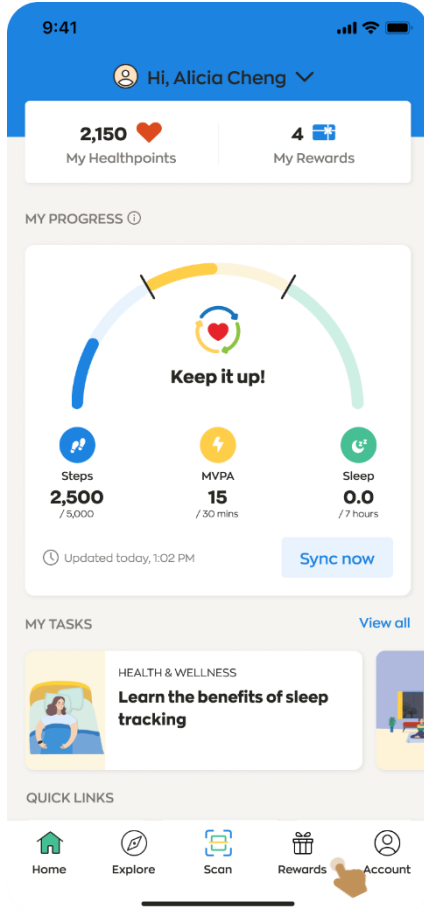 9:41
Hi, Alicia Cheng
2,150
My Healthpoints
4
My Rewards
MY PROGRESS
Keep it up!
Steps
2,500
/ 5,000
MVPA
15
/ 30 mins
Sleep
0.0
/ 7 hours
Updated today, 1:02 PM
Sync now
MY TASKS
View all
HEALTH & WELLNESS
Learn the benefits of sleep
tracking
QUICK LINKS
Home
Explore
Scan
Rewards
Account